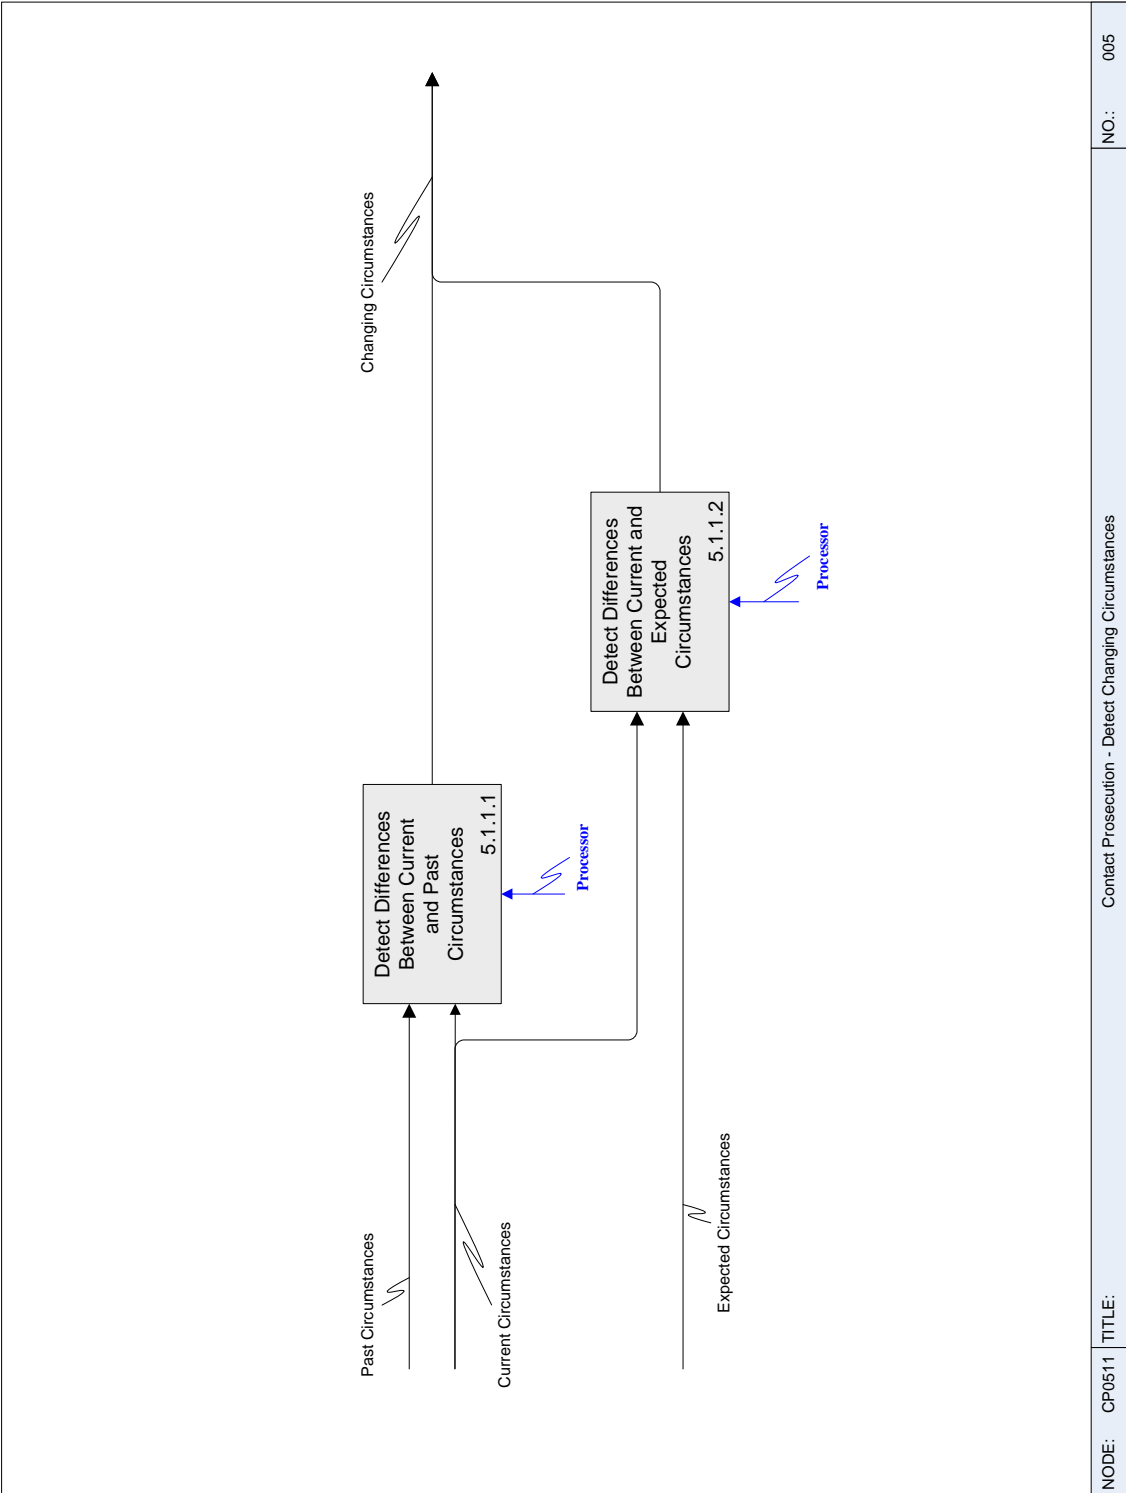 Past Circumstances
Current Circumstances
Expected Circumstances
Detect Differences
Between Current
and Past
Circumstances
5.1.1.1
Processor
Detect Differences
Between Current and
Expected
Circumstances
5.1.1.2
Processor
Changing Circumstances
NODE: CP0511 TITLE: Contact Prosecution - Detect Changing Circumstances NO.: 005